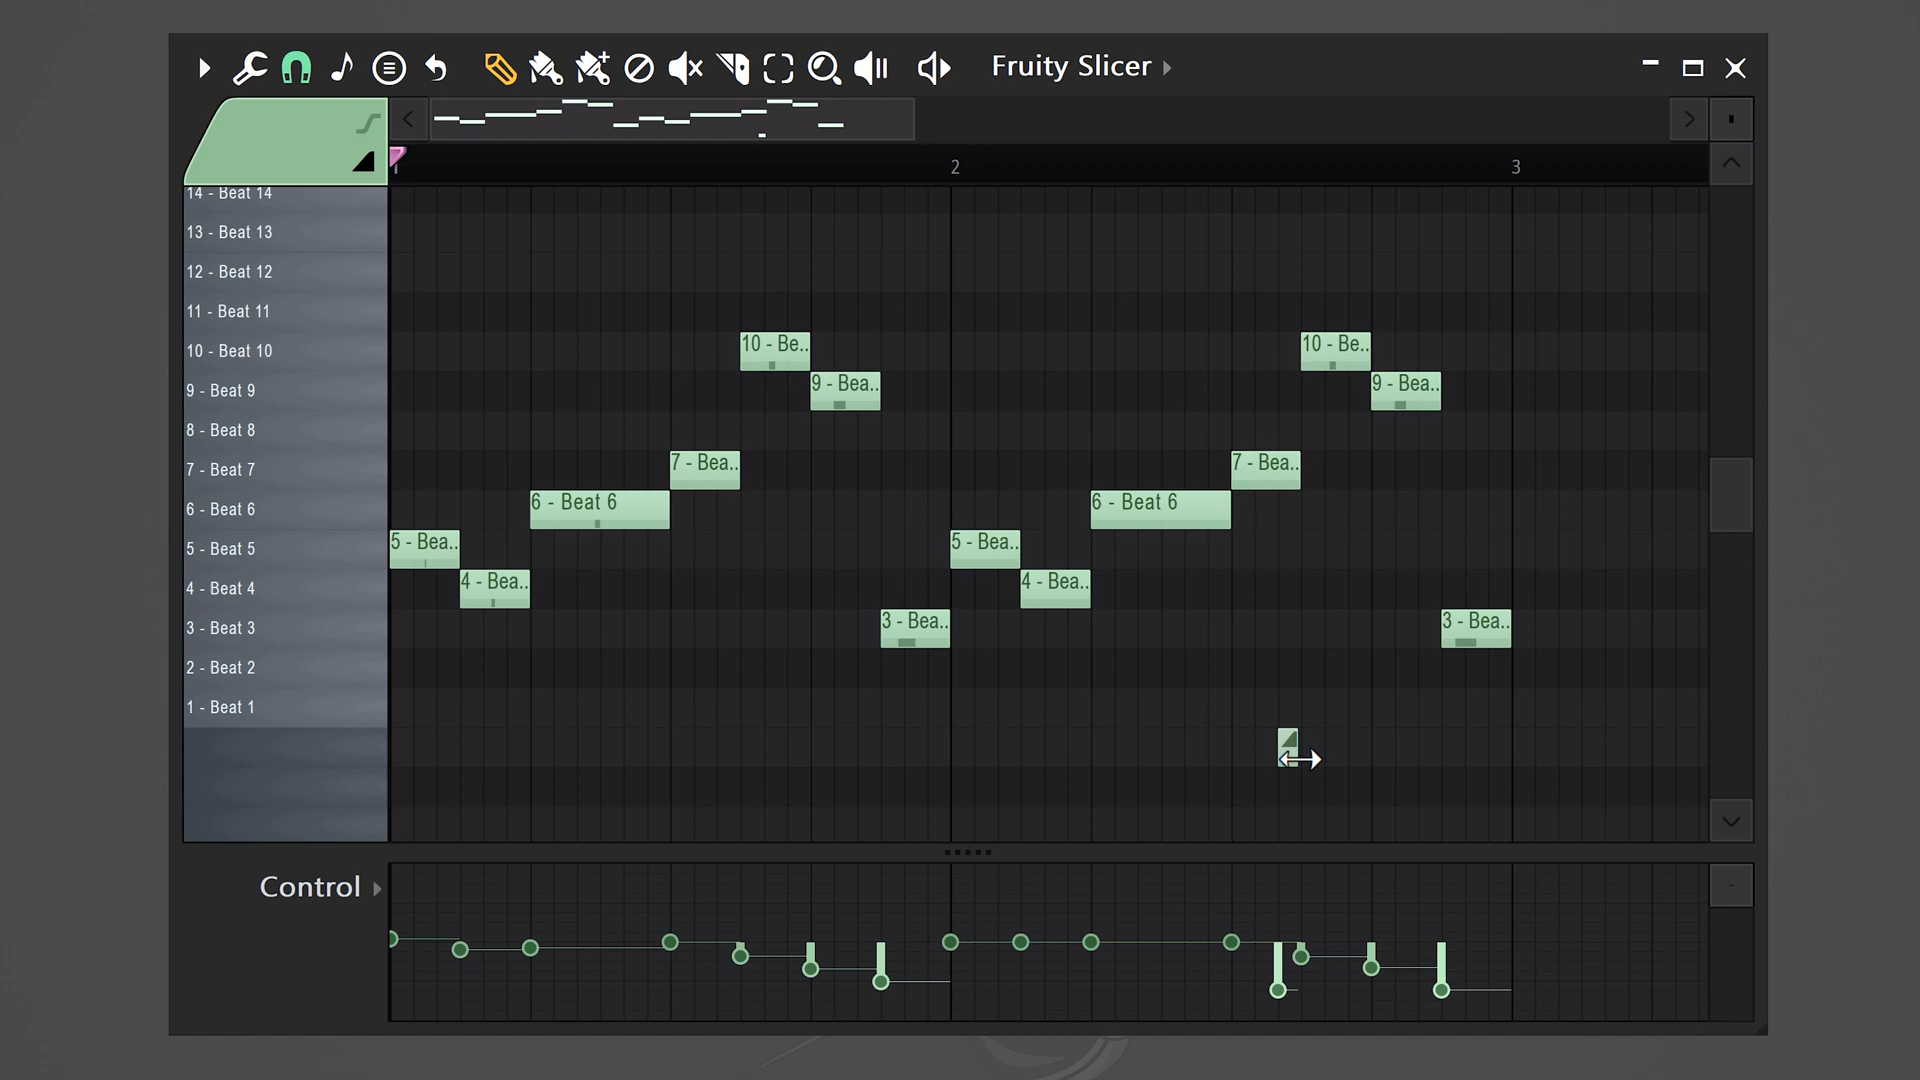 Fruity Slicer
1 2 3
14 - Beat 14
13 - Beat 13
12 - Beat 12
11 - Beat 11
10 - Beat 10
9 - Beat 9
8 - Beat 8
7 - Beat 7
6 - Beat 6
5 - Beat 5
4 - Beat 4
3 - Beat 3
2 - Beat 2
1 - Beat 1
10 - Be.. 10 - Be..
9 - Bea.. 9 - Bea..
7 - Bea.. 7 - Bea..
6 - Beat 6 6 - Beat 6
5 - Bea.. 5 - Bea..
4 - Bea.. 4 - Bea..
3 - Bea.. 3 - Bea..
Control